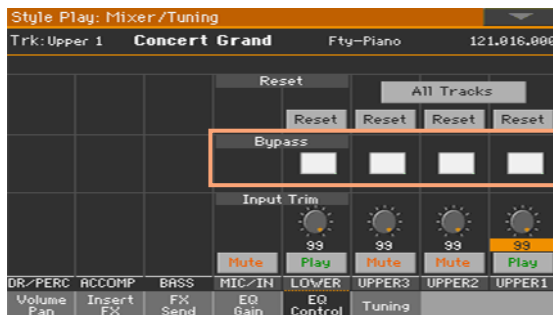 Style Play: Mixer/Tuning
Trk:Upper 1 Concert Grand Fty-Piano 121.016.000
Reset
All Tracks
Reset Reset Reset Reset
Bypass
Input Trim
99 99 99 99
Mute Play Mute Mute Play
DR/PERC ACCOMP BASS MIC/IN LOWER UPPER3 UPPER2 UPPER1
Volume Pan Insert FX FX Send EQ Gain EQ Control Tuning